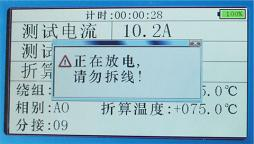 计时:00:00:28 100%
测试电流 10.2A
测试
正在放电,
请勿拆线!
折算
绕组: 5.0℃
相别:AO 折算温度:+075.0℃
分接:09